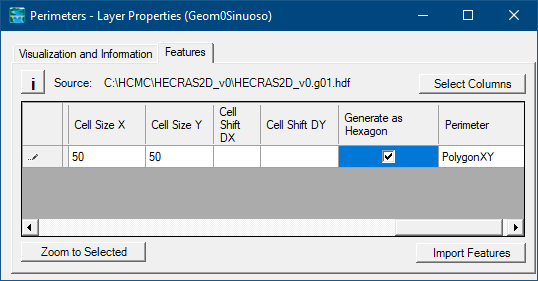 Perimeters - Layer Properties (Geom0Sinuoso)
Visualization and Information Features
i Source: C:\HCMC\HECRAS2D_v0\HECRAS2D_v0.g01.hdf Select Columns
Cell Size X Cell Size Y Cell Shift DX Cell Shift DY Generate as Hexagon Perimeter
50 50 PolygonXY
Zoom to Selected Import Features